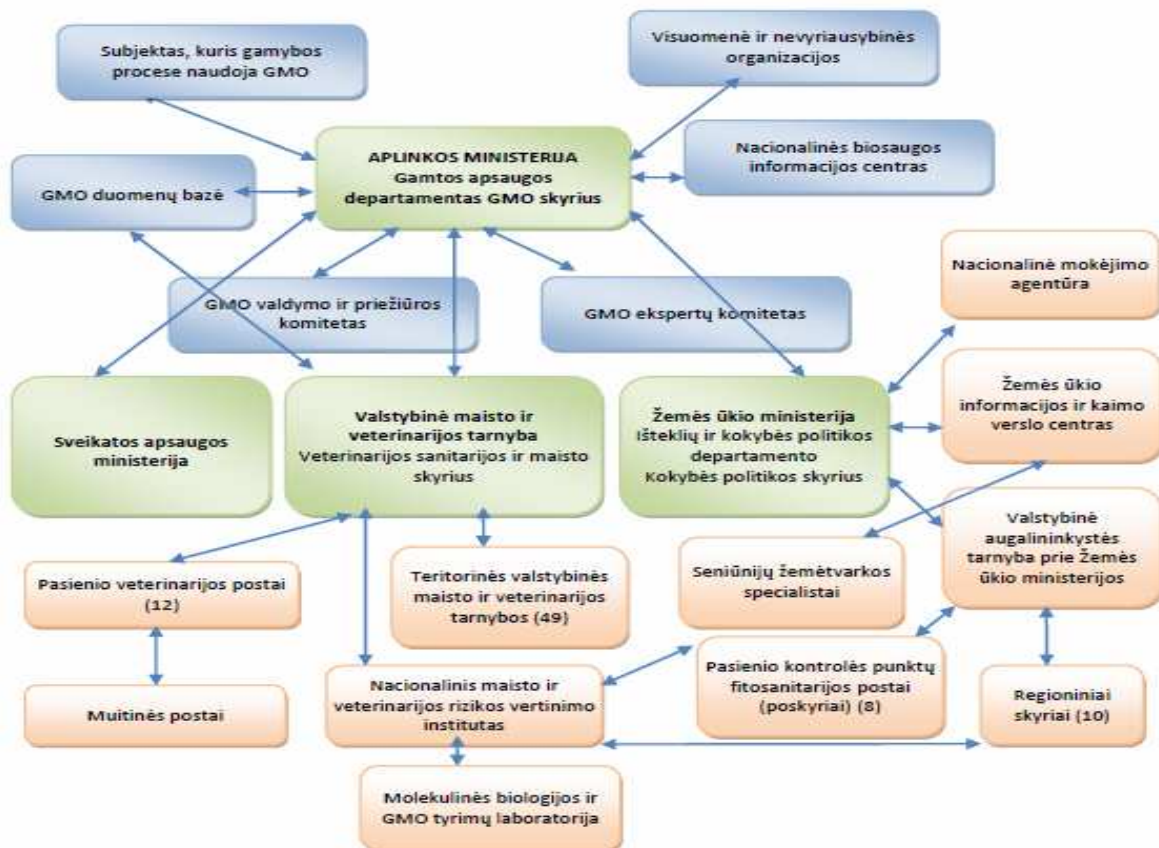 Subjektas, kuris gamybos
procese naudoja GMO
Visuomenė ir nevyriausybinės
organizacijos
APLINKOS MINISTERIJA
Gamtos apsaugos
departamentas GMO skyrius
Nacionalinės biosaugos
informacijos centras
GMO duomenų bazė
Nacionalinė mokėjimo
agentūra
GMO valdymo ir priežiūros
komitetas
GMO ekspertų komitetas
Žemės ūkio
informacijos ir kaimo
verslo centras
Sveikatos apsaugos
ministerija
Valstybinė maisto ir
veterinarijos tarnyba
Veterinarijos sanitarijos ir maisto
skyrius
Žemės ūkio ministerija
Išteklių ir kokybės politikos
departamento
Kokybės politikos skyrius
Valstybinė
augalininkystės
tarnyba prie Žemės
ūkio ministerijos
Pasienio veterinarijos postai
(12)
Teritorinės valstybinės
maisto ir veterinarijos
tarnybos (49)
Seniūnijų žemėtvarkos
specialistai
Muitinės postai
Nacionalinis maisto ir
veterinarijos rizikos vertinimo
institutas
Pasienio kontrolės punktų
fitosanitarijos postai
(poskyriai) (8)
Regioniniai
skyriai (10)
Molekulinės biologijos ir
GMO tyrimų laboratorija